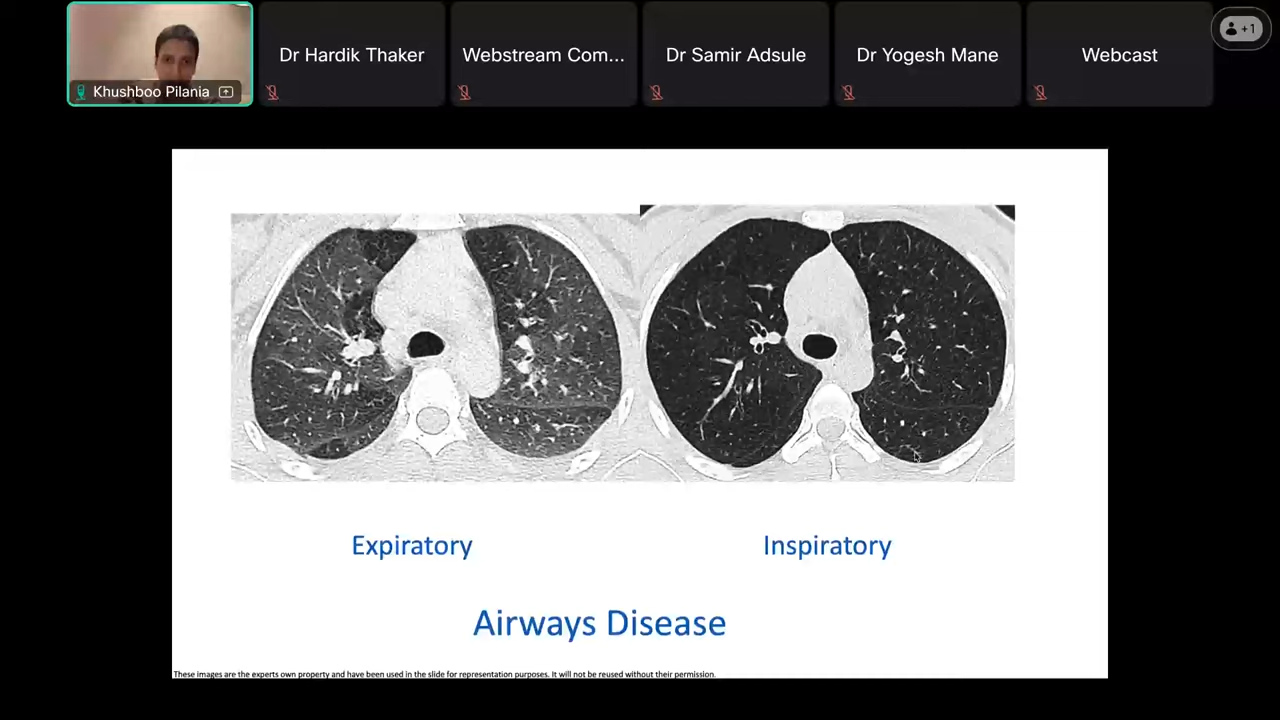 Khushboo Pilania
Dr Hardik Thaker
Webstream Com...
Dr Samir Adsule
Dr Yogesh Mane
Webcast
+1
Expiratory
Inspiratory
Airways Disease
These images are the experts own property and have been used in the slide for representation purposes. It will not be reused without their permission.